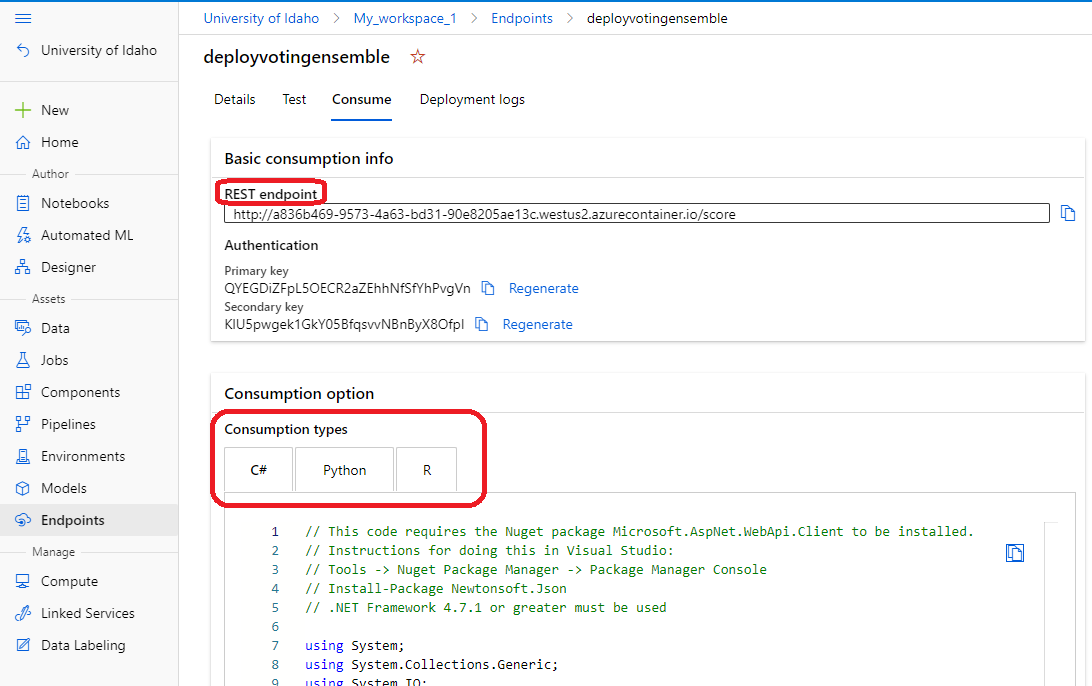 University of Idaho > My_workspace_1 > Endpoints > deployvotingensemble
University of Idaho
New
Home
Author
Notebooks
Automated ML
Designer
Assets
Data
Jobs
Components
Pipelines
Environments
Models
Endpoints
Manage
Compute
Linked Services
Data Labeling
deployvotingensemble
Details Test Consume Deployment logs
Basic consumption info
REST endpoint
http://a836b469-9573-4a63-bd31-90e8205ae13c.westus2.azurecontainer.io/score
Authentication
Primary key
QYEGDiZFpL5OECR2aZEhhNfSfYhPvgVn Regenerate
Secondary key
KIU5pwgek1GkY05BfqsvvNBnByX8OfpI Regenerate
Consumption option
Consumption types
C# Python R
1 // This code requires the Nuget package Microsoft.AspNet.WebApi.Client to be installed.
2 // Instructions for doing this in Visual Studio:
3 // Tools -> Nuget Package Manager -> Package Manager Console
4 // Install-Package Newtonsoft.Json
5 // .NET Framework 4.7.1 or greater must be used
6
7 using System;
8 using System.Collections.Generic;
9 using System.IO;